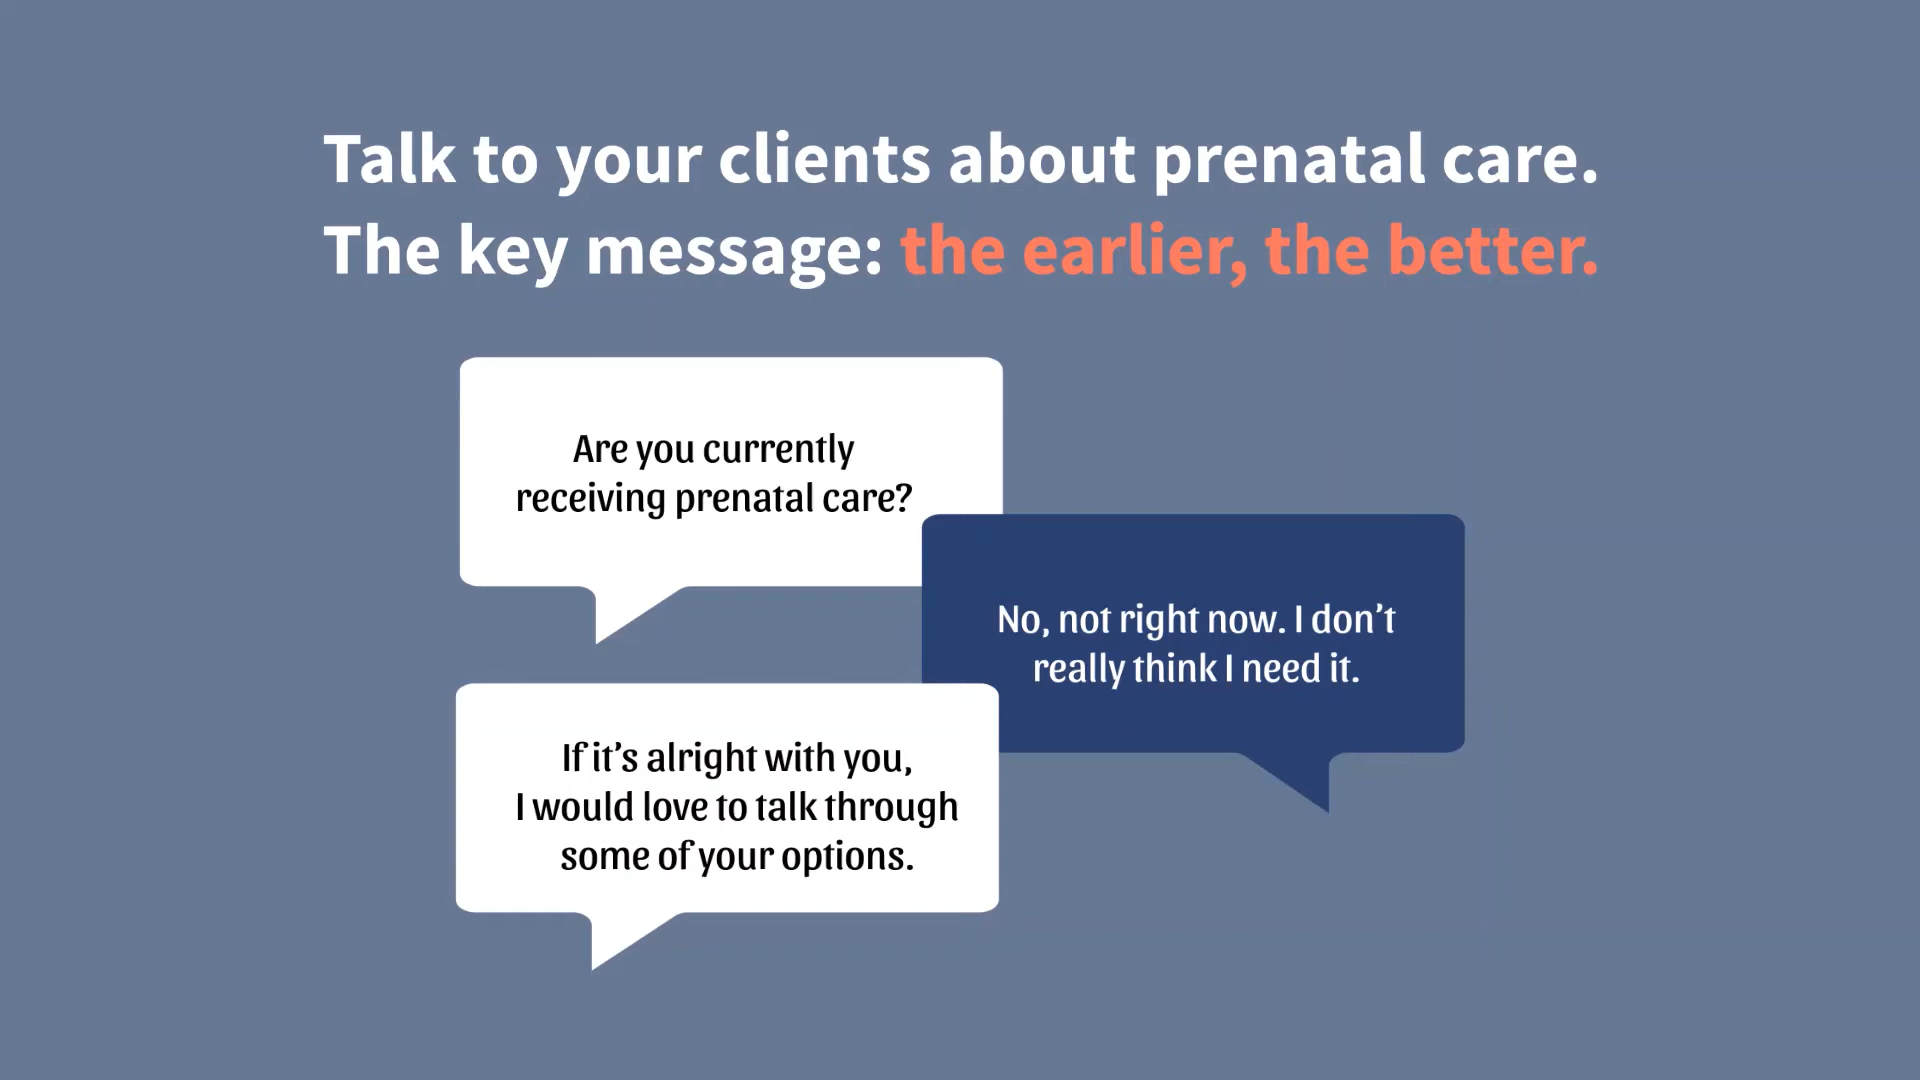 Talk to your clients about prenatal care.
The key message: the earlier, the better.
Are you currently
receiving prenatal care?
No, not right now. I don’t
really think I need it.
If it’s alright with you,
I would love to talk through
some of your options.